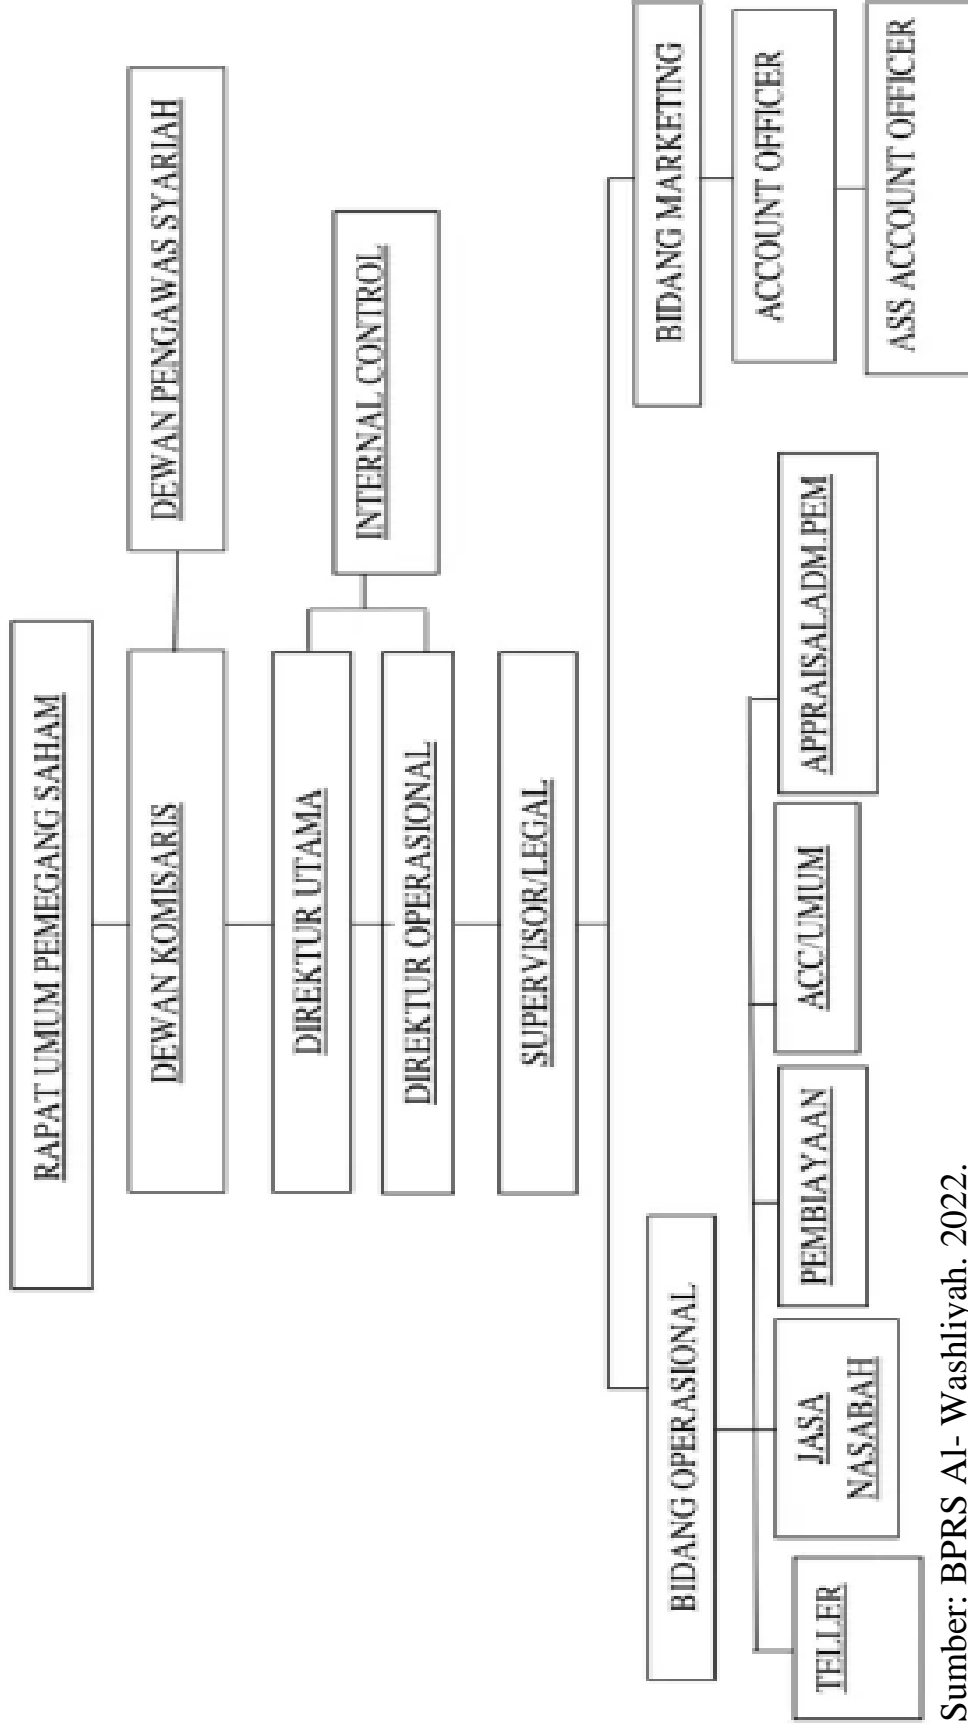 RAPAT UMUM PEMEGANG SAHAM
DEWAN KOMISARIS
DEWAN PENGAWAS SYARIAH
DIREKTUR UTAMA
INTERNAL CONTROL
DIREKTUR OPERASIONAL
SUPERVISOR/LEGAL
BIDANG OPERASIONAL
BIDANG MARKETING
ACCOUNT OFFICER
ASS ACCOUNT OFFICER
TELLER
JASA
NASABAH
PEMBIAYAAN
ACC/UMUM
APPRAISAL.ADM.PEM
Sumber: BPRS Al- Washliyah. 2022.